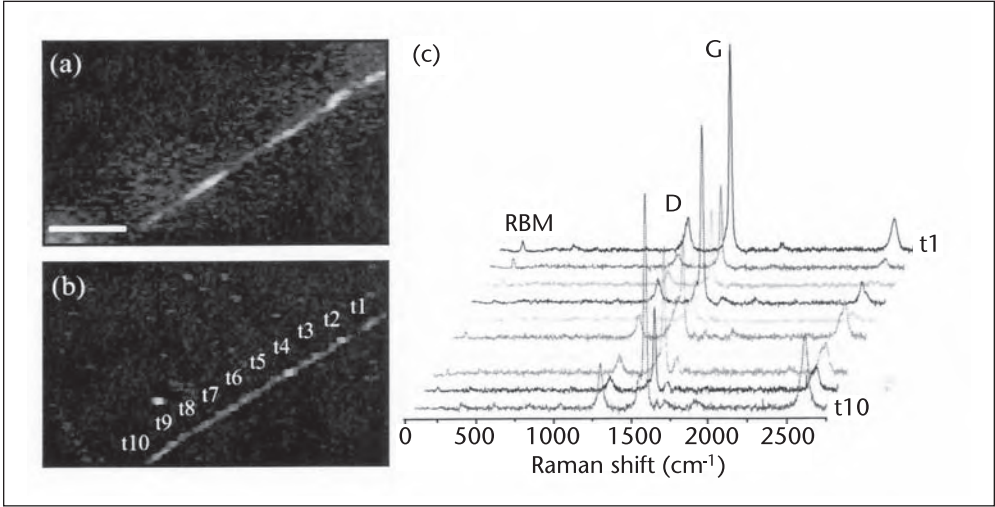 (a)
(b)
t1
t2
t3
t4
t5
t6
t7
t8
t9
t10
(c)
G
D
RBM
t1
t10
0 500 1000 1500 2000 2500
Raman shift (cm⁻¹)